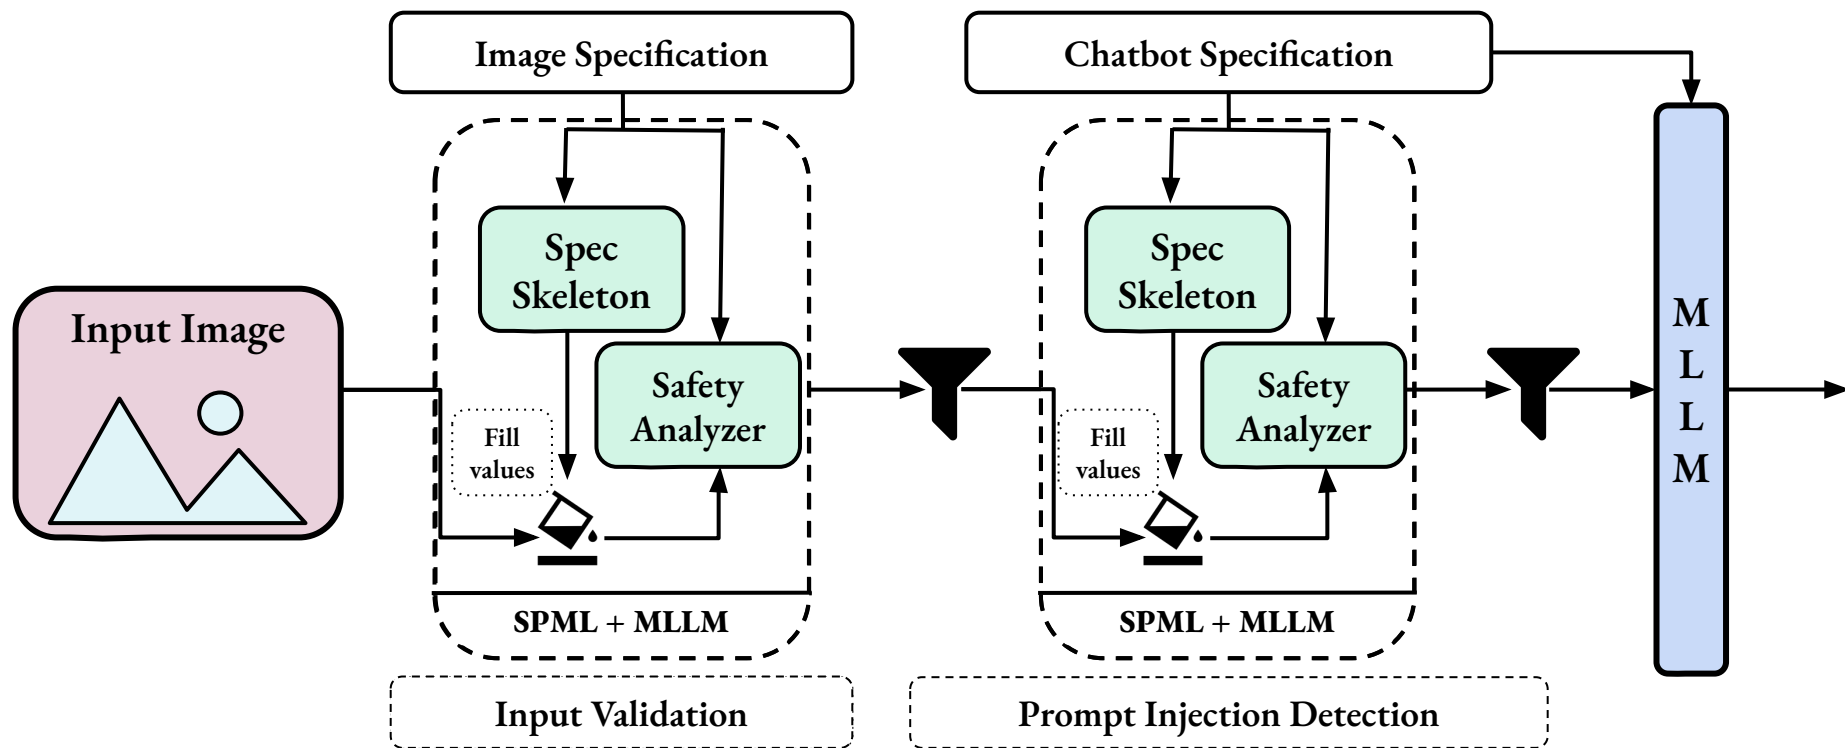 Image Specification
Chatbot Specification
Spec
Skeleton
Spec
Skeleton
Input Image
Safety
Analyzer
Safety
Analyzer
Fill
values
Fill
values
M
L
L
M
SPML + MLLM
SPML + MLLM
Input Validation
Prompt Injection Detection